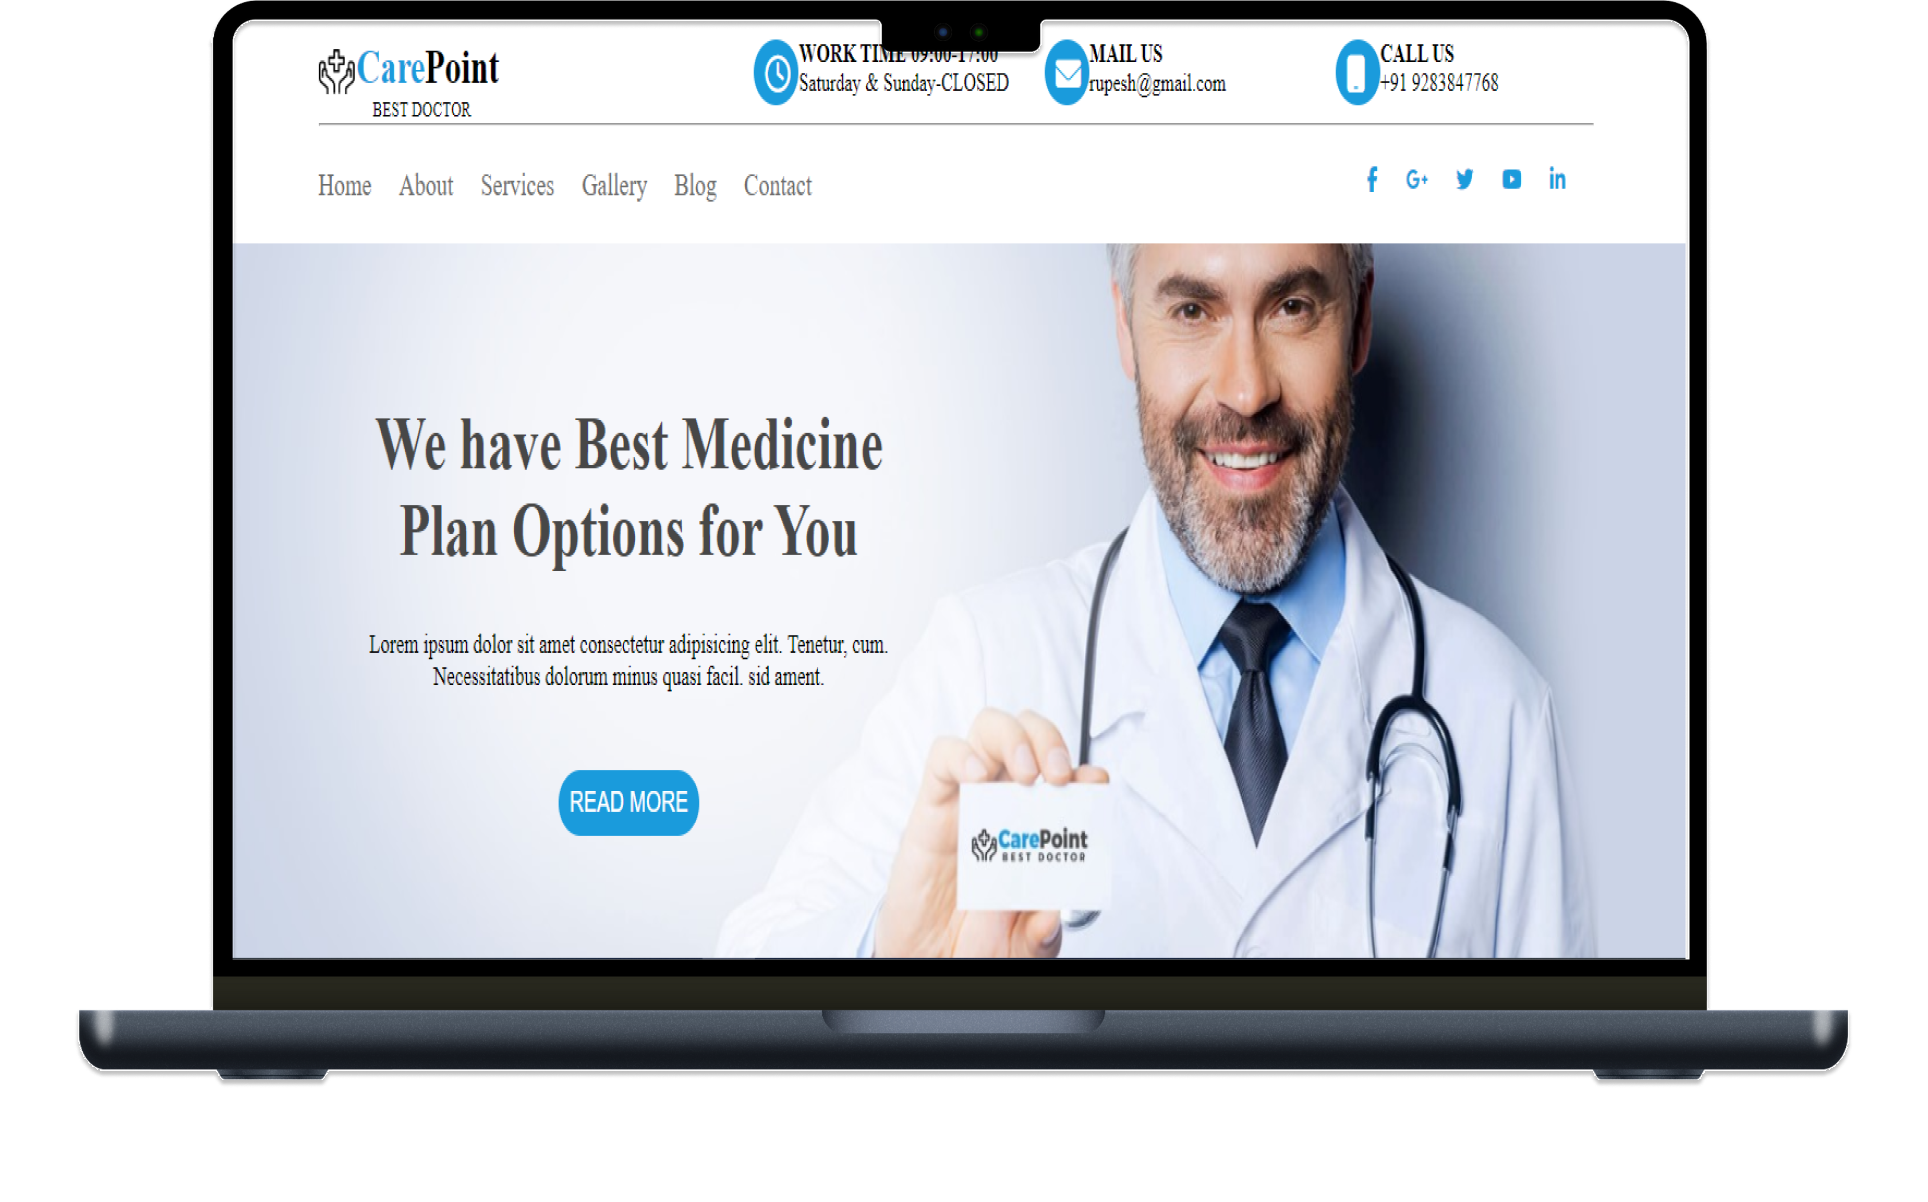 CarePoint
BEST DOCTOR
WORK TIME 09:00-17:00
Saturday & Sunday-CLOSED
MAIL US
rupesh@gmail.com
CALL US
+91 9283847768
Home About Services Gallery Blog Contact
We have Best Medicine
Plan Options for You
Lorem ipsum dolor sit amet consectetur adipisicing elit. Tenetur, cum.
Necessitatibus dolorum minus quasi facil. sid ament.
READ MORE
CarePoint
BEST DOCTOR